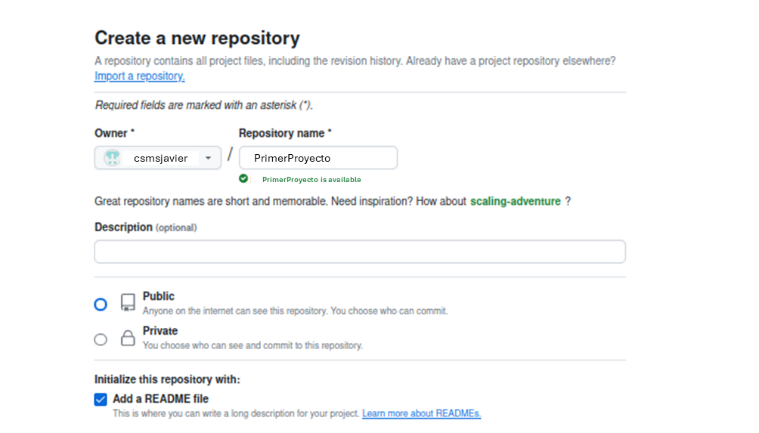 Create a new repository
A repository contains all project files, including the revision history. Already have a project repository elsewhere?
Import a repository.
Required fields are marked with an asterisk (*).
Owner * Repository name *
csmsjavier / PrimerProyecto
PrimerProyecto is available
Great repository names are short and memorable. Need inspiration? How about scaling-adventure ?
Description (optional)
Public
Anyone on the internet can see this repository. You choose who can commit.
Private
You choose who can see and commit to this repository.
Initialize this repository with:
Add a README file
This is where you can write a long description for your project. Learn more about READMEs.